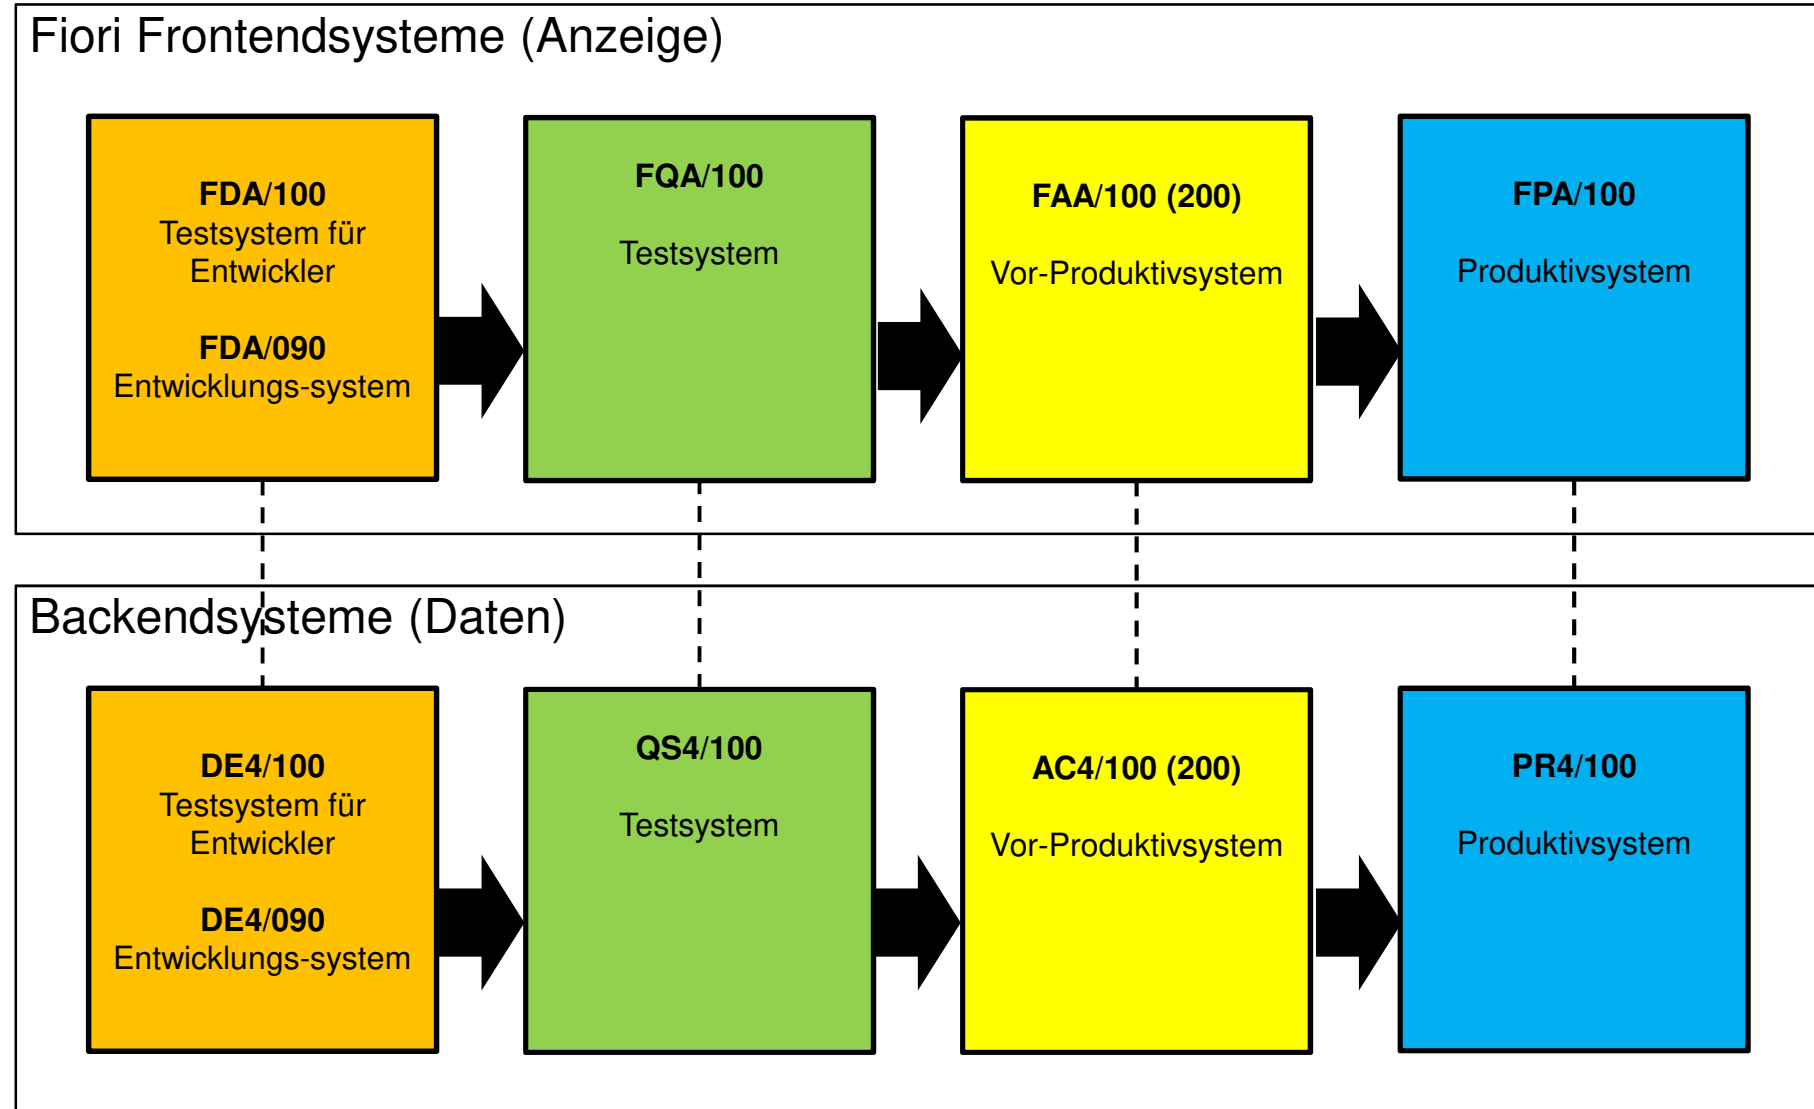 Fiori Frontendsysteme (Anzeige)
FDA/100
Testsystem für
Entwickler
FDA/090
Entwicklungs-system
FQA/100
Testsystem
FAA/100 (200)
Vor-Produktivsystem
FPA/100
Produktivsystem
Backendsysteme (Daten)
DE4/100
Testsystem für
Entwickler
DE4/090
Entwicklungs-system
QS4/100
Testsystem
AC4/100 (200)
Vor-Produktivsystem
PR4/100
Produktivsystem